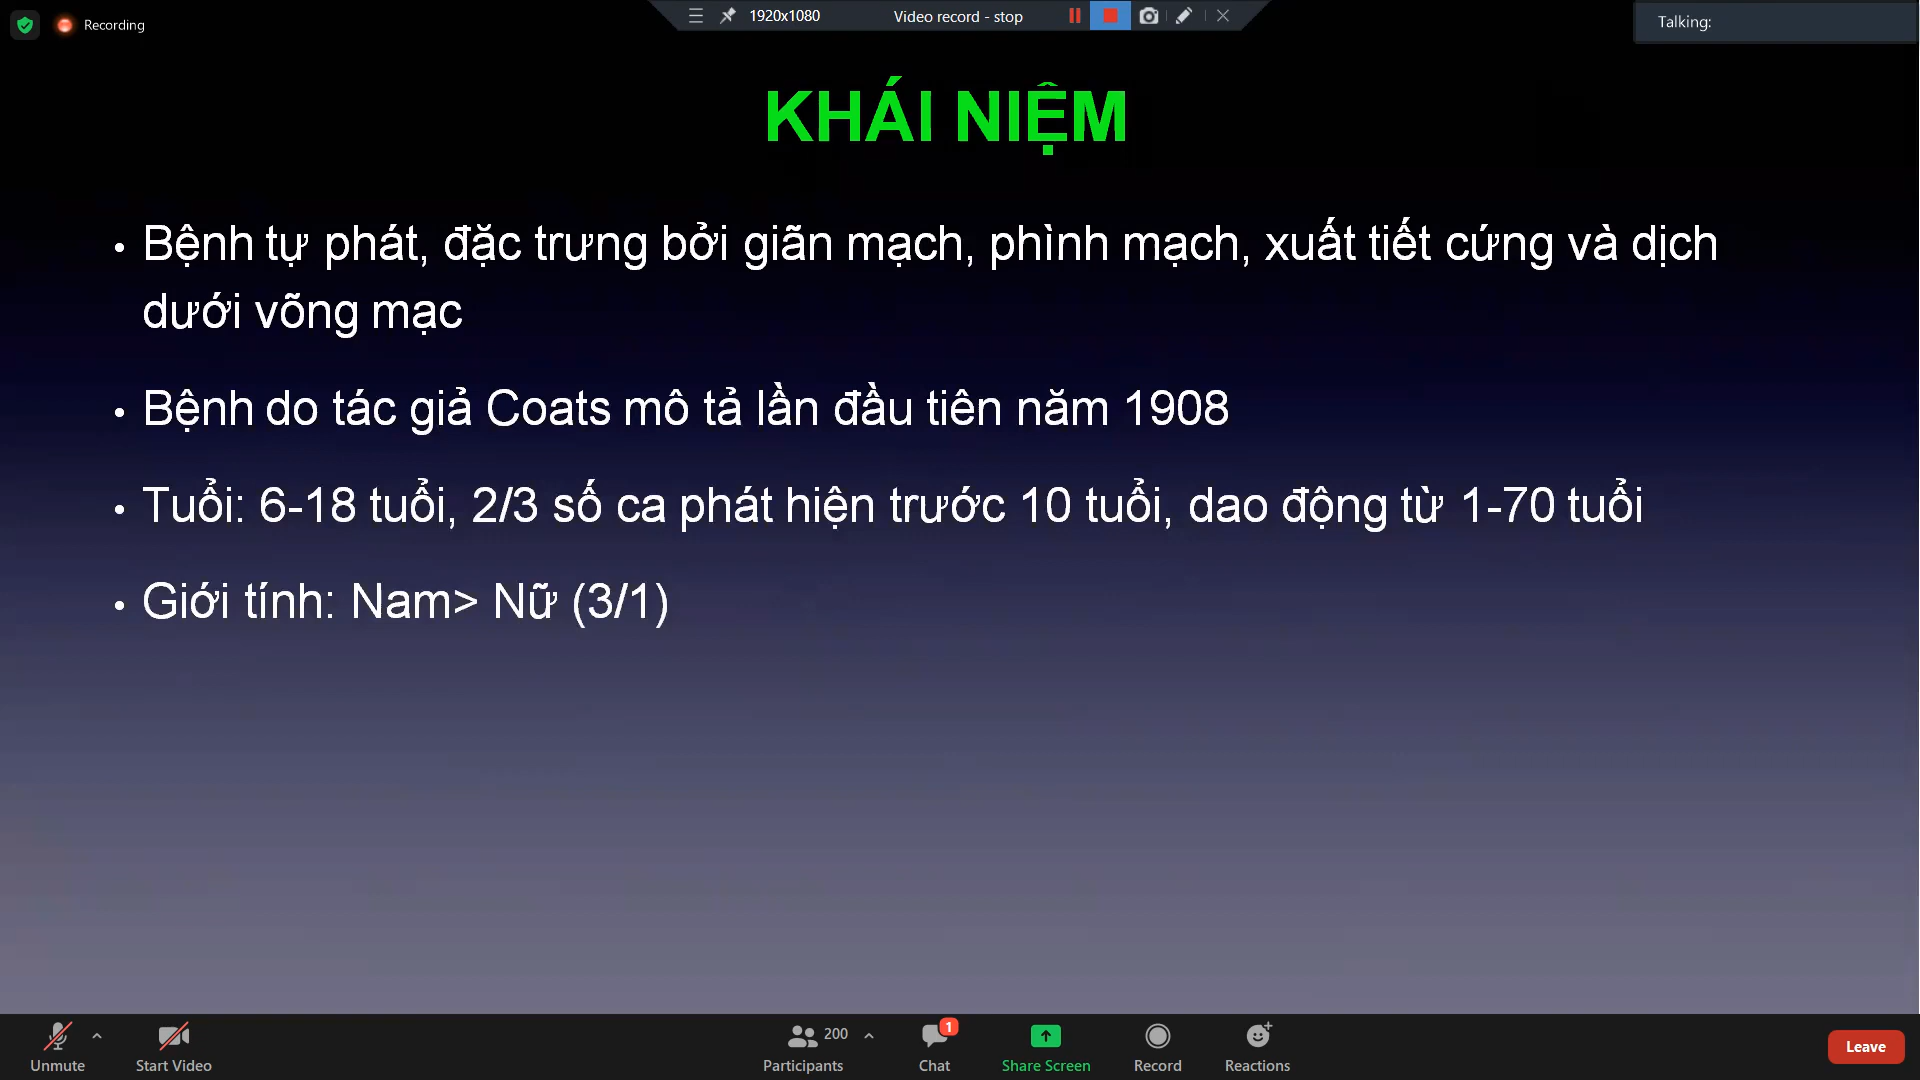 Recording
1920x1080
Video record - stop
Talking:
KHÁI NIỆM
• Bệnh tự phát, đặc trưng bởi giãn mạch, phình mạch, xuất tiết cứng và dịch
dưới võng mạc
• Bệnh do tác giả Coats mô tả lần đầu tiên năm 1908
• Tuổi: 6-18 tuổi, 2/3 số ca phát hiện trước 10 tuổi, dao động từ 1-70 tuổi
• Giới tính: Nam> Nữ (3/1)
Unmute
Start Video
200
Participants
1
Chat
Share Screen
Record
Reactions
Leave